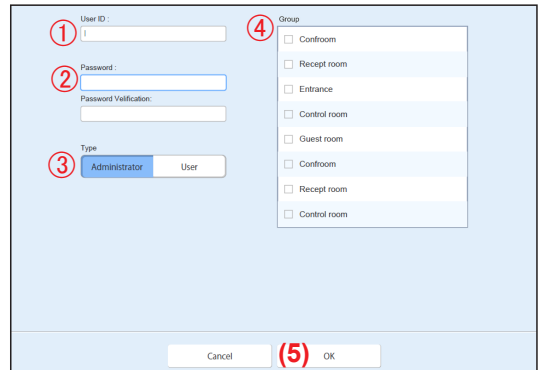 User ID :
① I
Password :
②
Password Velification:
Type
③ Administrator User
④ Group
Confroom
Recept room
Entrance
Control room
Guest room
Confroom
Recept room
Control room
Cancel (5) OK